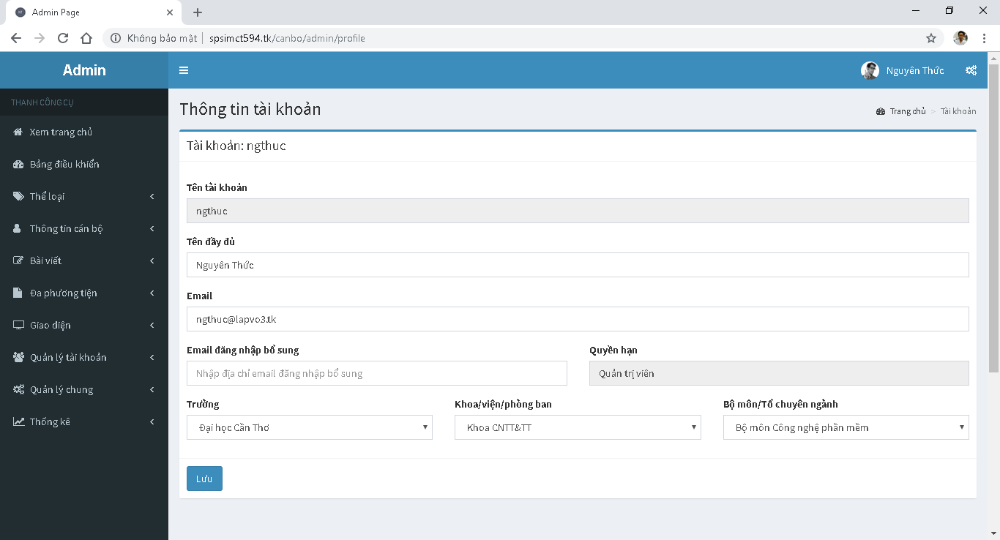 Admin Page
Không bảo mật
spsimct594.tk/canbo/admin/profile
Admin
Nguyên Thức
THANH CÔNG CỤ
Xem trang chủ
Bảng điều khiển
Thể loại
Thông tin cán bộ
Bài viết
Đa phương tiện
Giao diện
Quản lý tài khoản
Quản lý chung
Thống kê
Thông tin tài khoản
Trang chủ > Tài khoản
Tài khoản: ngthuc
Tên tài khoản
ngthuc
Tên đầy đủ
Nguyên Thức
Email
ngthuc@lapvo3.tk
Email đăng nhập bổ sung
Nhập địa chỉ email đăng nhập bổ sung
Quyền hạn
Quản trị viên
Trường
Đại học Cần Thơ
Khoa/viện/phòng ban
Khoa CNTT&TT
Bộ môn/Tổ chuyên ngành
Bộ môn Công nghệ phần mềm
Lưu